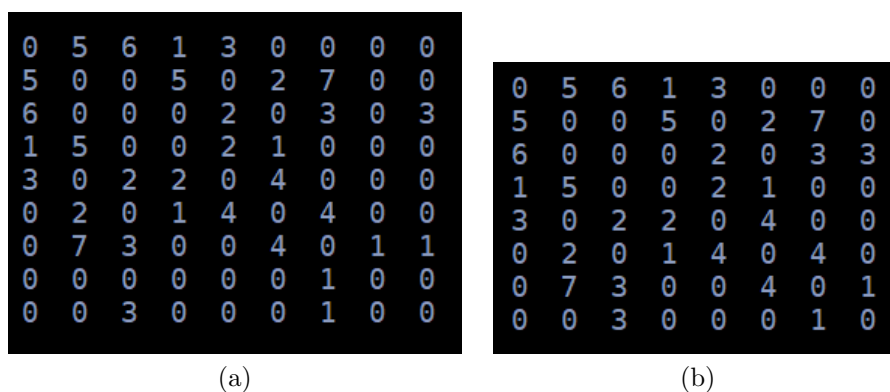 0 5 6 1 3 0 0 0 0
5 0 0 5 0 2 7 0 0
6 0 0 0 2 0 3 0 3
1 5 0 0 2 1 0 0 0
3 0 2 2 0 4 0 0 0
0 2 0 1 4 0 4 0 0
0 7 3 0 0 4 0 1 1
0 0 0 0 0 0 1 0 0
0 0 3 0 0 0 1 0 0
(a)
0 5 6 1 3 0 0 0
5 0 0 5 0 2 7 0
6 0 0 0 2 0 3 3
1 5 0 0 2 1 0 0
3 0 2 2 0 4 0 0
0 2 0 1 4 0 4 0
0 7 3 0 0 4 0 1
0 0 3 0 0 0 1 0
(b)